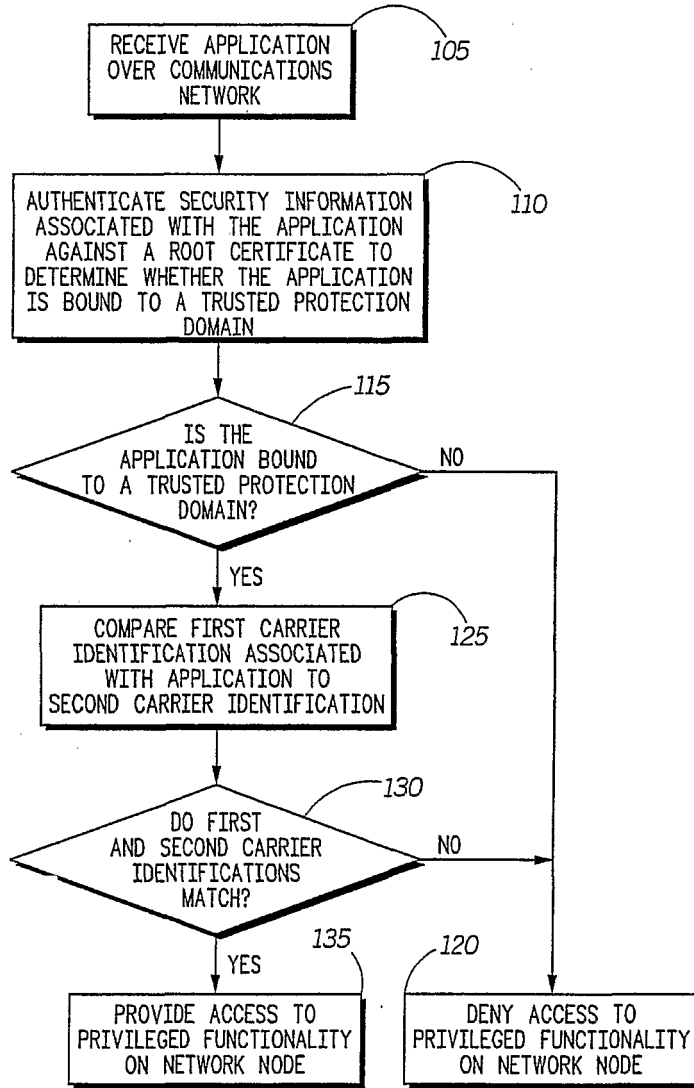 RECEIVE APPLICATION
OVER COMMUNICATIONS
NETWORK
105
AUTHENTICATE SECURITY INFORMATION
ASSOCIATED WITH THE APPLICATION
AGAINST A ROOT CERTIFICATE TO
DETERMINE WHETHER THE APPLICATION
IS BOUND TO A TRUSTED PROTECTION
DOMAIN
110
115
IS THE
APPLICATION BOUND
TO A TRUSTED PROTECTION
DOMAIN?
NO
YES
COMPARE FIRST CARRIER
IDENTIFICATION ASSOCIATED
WITH APPLICATION TO
SECOND CARRIER IDENTIFICATION
125
130
DO FIRST
AND SECOND CARRIER
IDENTIFICATIONS
MATCH?
NO
YES
135
PROVIDE ACCESS TO
PRIVILEGED FUNCTIONALITY
ON NETWORK NODE
120
DENY ACCESS TO
PRIVILEGED FUNCTIONALITY
ON NETWORK NODE